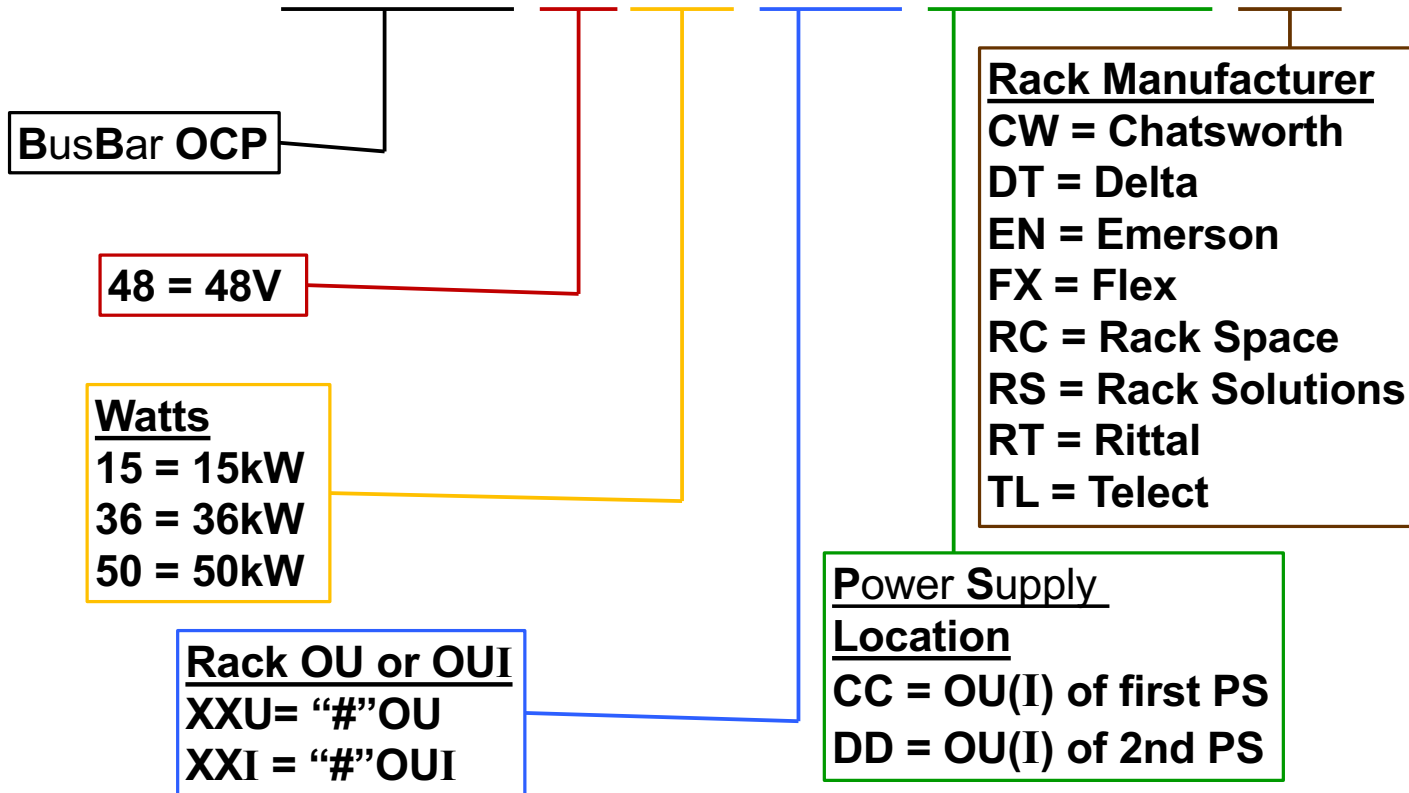 BusBar OCP
48 = 48V
Watts
15 = 15kW
36 = 36kW
50 = 50kW
Rack OU or OUI
XXU= “#”OU
XXI = “#”OUI
Power Supply
Location
CC = OU(I) of first PS
DD = OU(I) of 2nd PS
Rack Manufacturer
CW = Chatsworth
DT = Delta
EN = Emerson
FX = Flex
RC = Rack Space
RS = Rack Solutions
RT = Rittal
TL = Telect